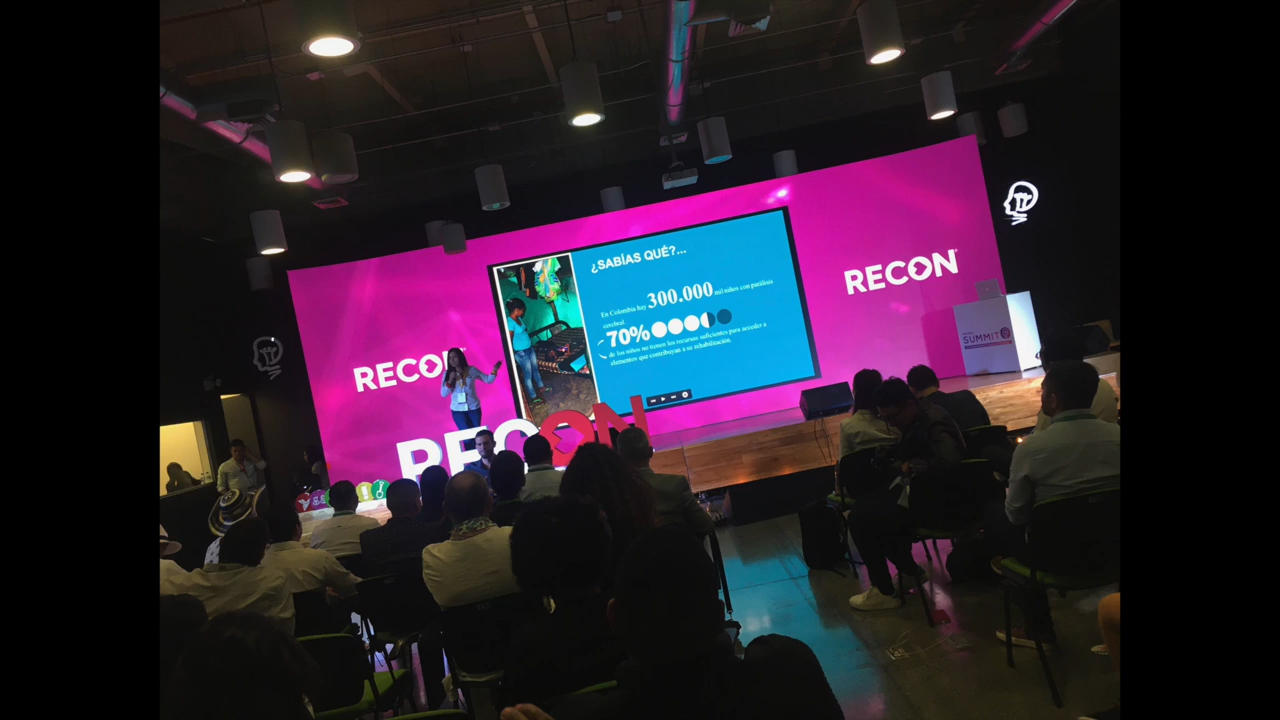 ¿SABÍAS QUÉ?...
En Colombia hay 300.000 mil niños con parálisis
cerebral.
70%
de los niños no tienen los recursos suficientes para acceder a
elementos que contribuyan a su rehabilitación.
RECON
RECON
RECON
SUMMIT